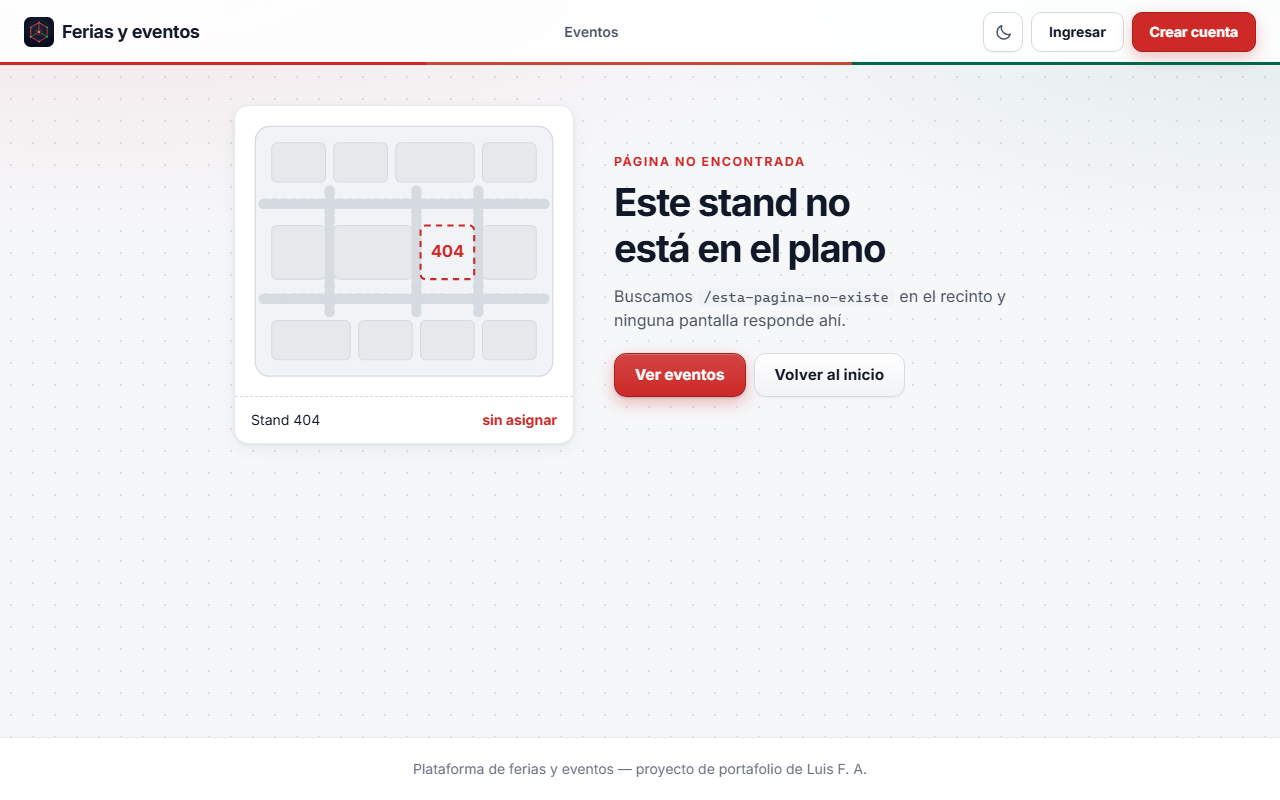 Ferias y eventos
Eventos
Ingresar
Crear cuenta
404
Stand 404
sin asignar
PÁGINA NO ENCONTRADA
Este stand no
está en el plano
Buscamos /esta-pagina-no-existe en el recinto y
ninguna pantalla responde ahí.
Ver eventos
Volver al inicio
Plataforma de ferias y eventos — proyecto de portafolio de Luis F. A.